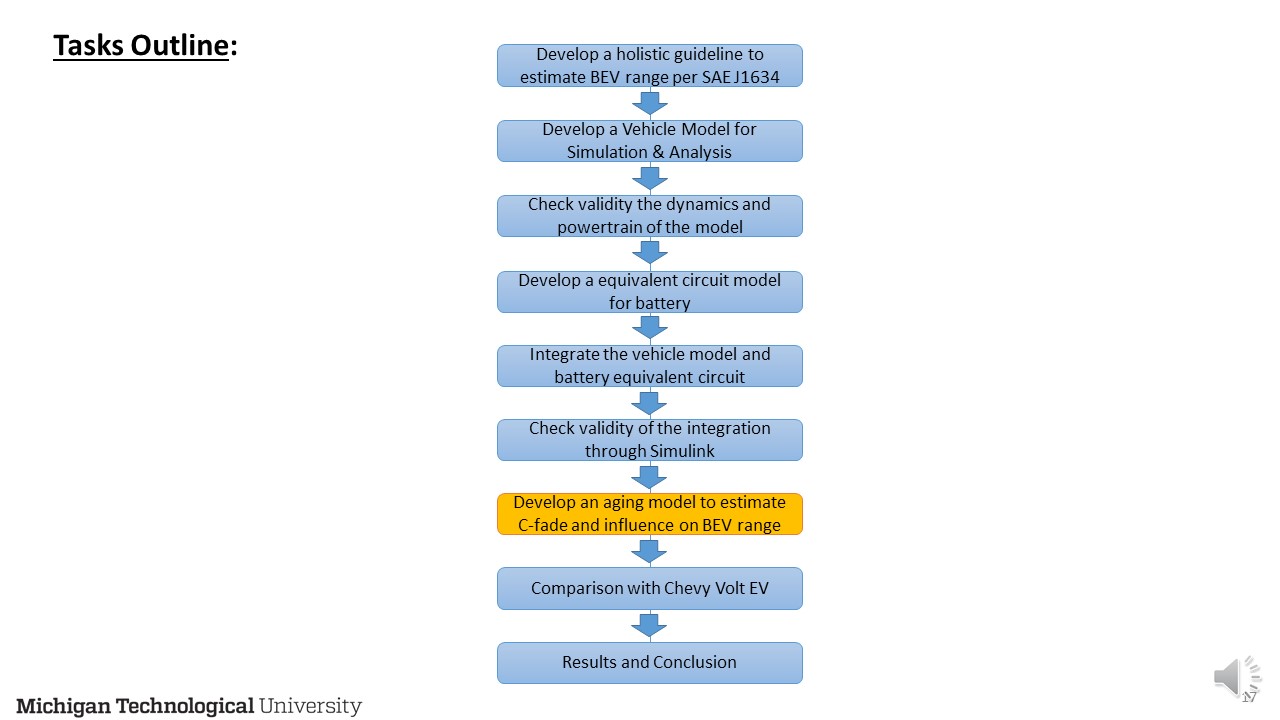 Tasks Outline:
Develop a holistic guideline to
estimate BEV range per SAE J1634
Develop a Vehicle Model for
Simulation & Analysis
Check validity the dynamics and
powertrain of the model
Develop a equivalent circuit model
for battery
Integrate the vehicle model and
battery equivalent circuit
Check validity of the integration
through Simulink
Develop an aging model to estimate
C-fade and influence on BEV range
Comparison with Chevy Volt EV
Results and Conclusion
Michigan Technological University
17